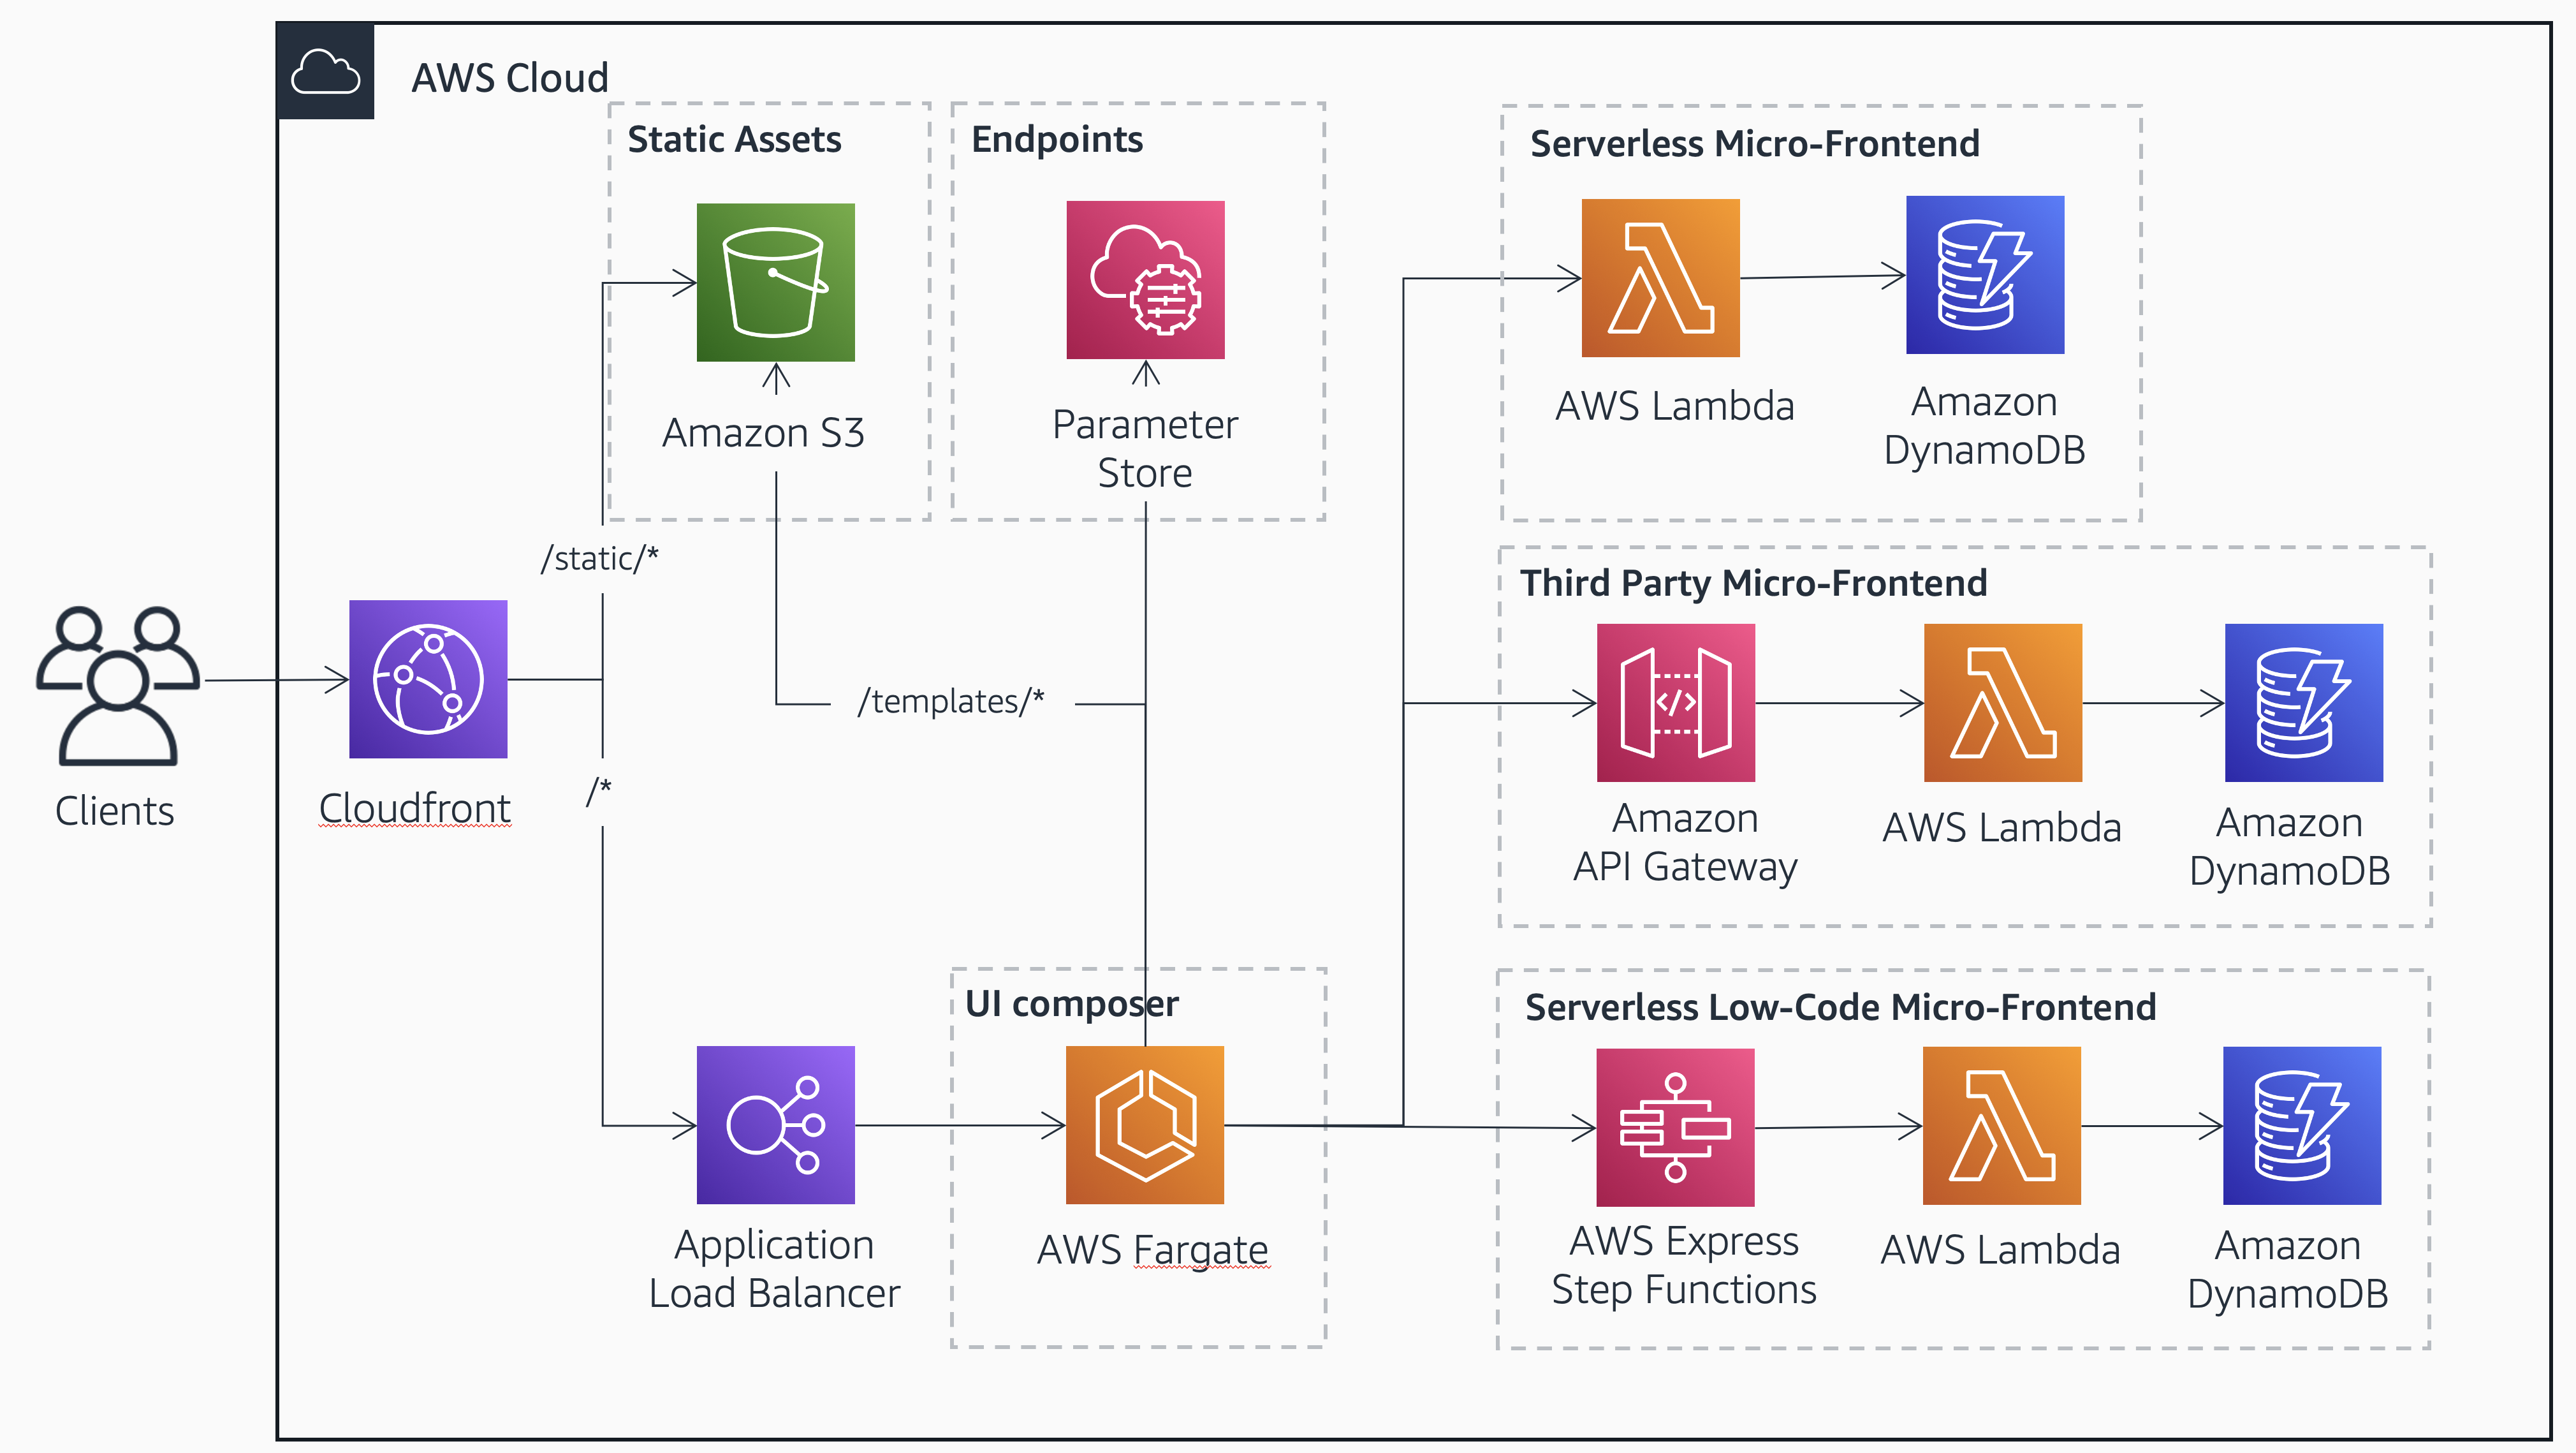 AWS Cloud
Static Assets
Endpoints
Serverless Micro-Frontend
Amazon S3
Parameter
Store
AWS Lambda
Amazon
DynamoDB
/static/*
Third Party Micro-Frontend
/templates/*
Clients
Cloudfront
/*
Amazon
API Gateway
AWS Lambda
Amazon
DynamoDB
UI composer
Serverless Low-Code Micro-Frontend
Application
Load Balancer
AWS Fargate
AWS Express
Step Functions
AWS Lambda
Amazon
DynamoDB